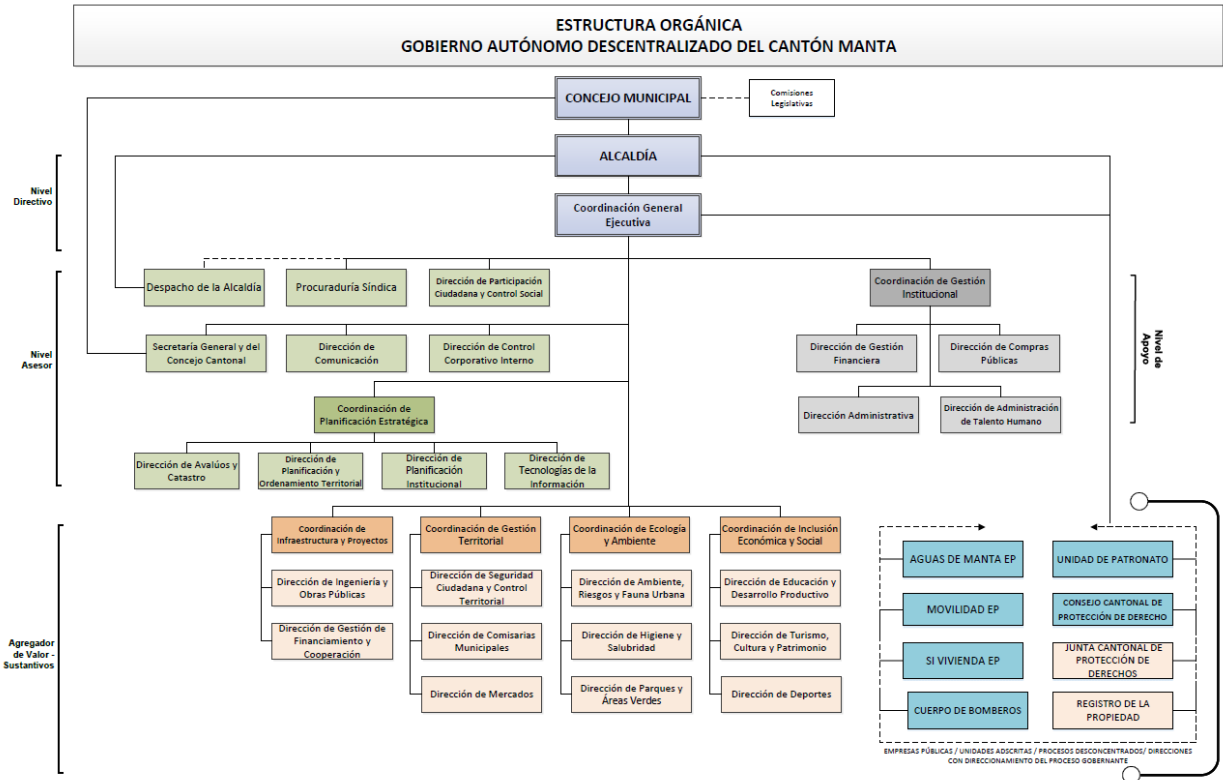 ESTRUCTURA ORGÁNICA
GOBIERNO AUTÓNOMO DESCENTRALIZADO DEL CANTÓN MANTA
CONCEJO MUNICIPAL
Comisiones
Legislativas
ALCALDÍA
Nivel
Directivo
Coordinación General
Ejecutiva
Despacho de la Alcaldía
Procuraduría Síndica
Dirección de Participación
Ciudadana y Control Social
Coordinación de Gestión
Institucional
Nivel
Asesor
Secretaría General y del
Concejo Cantonal
Dirección de
Comunicación
Dirección de Control
Corporativo Interno
Dirección de Gestión
Financiera
Dirección de Compras
Públicas
Nivel de
Apoyo
Coordinación de
Planificación Estratégica
Dirección Administrativa
Dirección de Administración
de Talento Humano
Dirección de Avalúos y
Catastro
Dirección de
Planificación y
Ordenamiento Territorial
Dirección de
Planificación
Institucional
Dirección de
Tecnologías de la
Información
Agregador
de Valor -
Sustantivos
Coordinación de
Infraestructura y Proyectos
Dirección de Ingeniería y
Obras Públicas
Dirección de Gestión de
Financiamiento y
Cooperación
Coordinación de Gestión
Territorial
Dirección de Seguridad
Ciudadana y Control
Territorial
Dirección de Comisarias
Municipales
Dirección de Mercados
Coordinación de Ecología
y Ambiente
Dirección de Ambiente,
Riesgos y Fauna Urbana
Dirección de Higiene y
Salubridad
Dirección de Parques y
Áreas Verdes
Coordinación de Inclusión
Económica y Social
Dirección de Educación y
Desarrollo Productivo
Dirección de Turismo,
Cultura y Patrimonio
Dirección de Deportes
AGUAS DE MANTA EP
MOVILIDAD EP
SI VIVIENDA EP
CUERPO DE BOMBEROS
UNIDAD DE PATRONATO
CONSEJO CANTONAL DE
PROTECCIÓN DE DERECHO
JUNTA CANTONAL DE
PROTECCIÓN DE
DERECHOS
REGISTRO DE LA
PROPIEDAD
EMPRESAS PÚBLICAS / UNIDADES ADSCRITAS / PROCESOS DESCONCENTRADOS/ DIRECCIONES
CON DIRECCIONAMIENTO DEL PROCESO GOBERNANTE